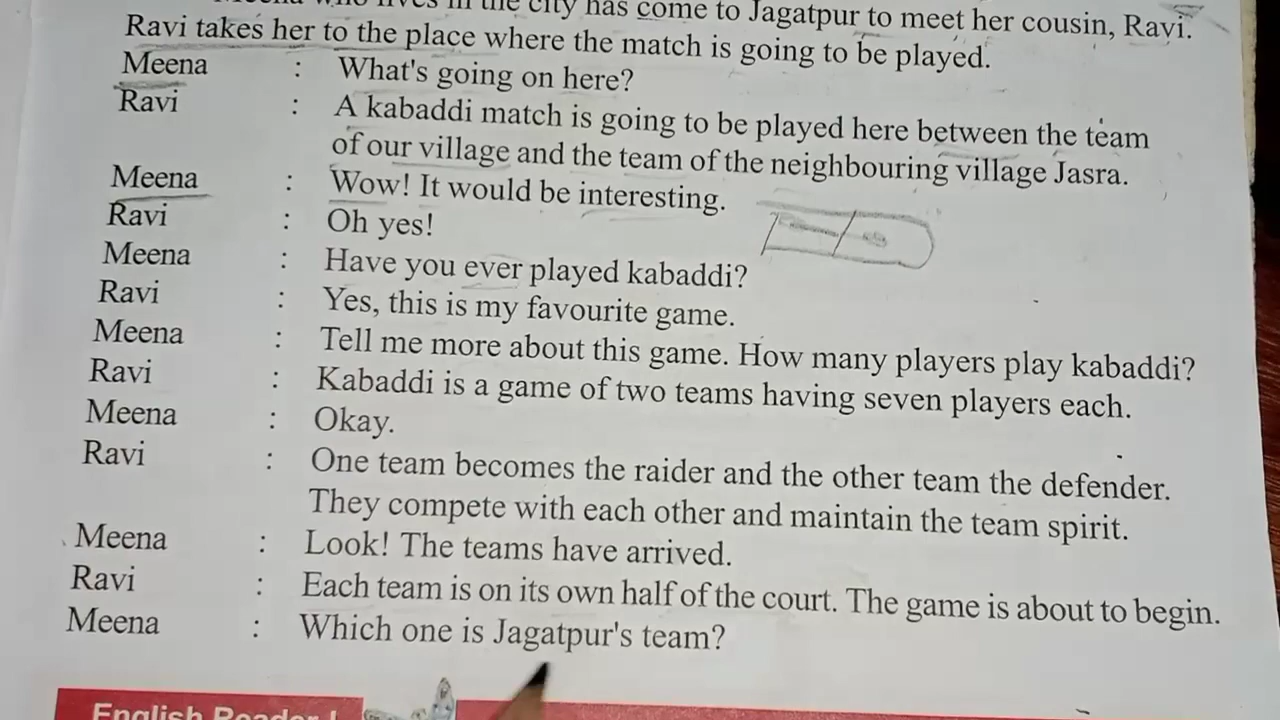 who lives in the city has come to Jagatpur to meet her cousin, Ravi.
Ravi takes her to the place where the match is going to be played.
Meena : What's going on here?
Ravi : A kabaddi match is going to be played here between the team
of our village and the team of the neighbouring village Jasra.
Meena : Wow! It would be interesting.
Ravi : Oh yes!
Meena : Have you ever played kabaddi?
Ravi : Yes, this is my favourite game.
Meena : Tell me more about this game. How many players play kabaddi?
Ravi : Kabaddi is a game of two teams having seven players each.
Meena : Okay.
Ravi : One team becomes the raider and the other team the defender.
They compete with each other and maintain the team spirit.
Meena : Look! The teams have arrived.
Ravi : Each team is on its own half of the court. The game is about to begin.
Meena : Which one is Jagatpur's team?
English Reader